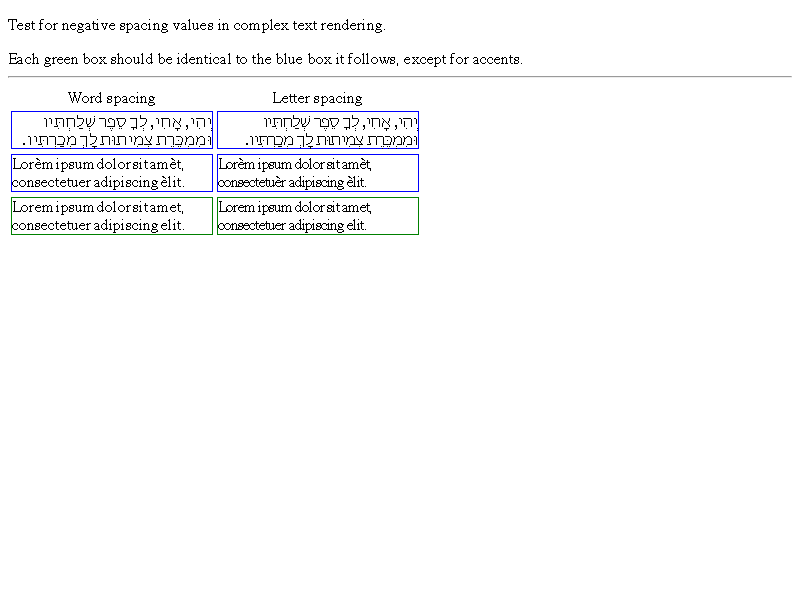 Test for negative spacing values in complex text rendering.
Each green box should be identical to the blue box it follows, except for accents.
Word spacing Letter spacing
יְהִי, אָחִי, לְבָ סֵפֶר שְׁלַחְתִּיו יְהִי, אָחִי, לְבָ סֵפֶר שְׁלַחְתִּיו
וּמִמְכֶּרֶת צְמִיתוּת לָךְ מְכַרְתִּיו. וּמִמְכֶּרֶת צְמִיתוּת לָךְ מְכַרְתִּיו.
Lorèm ipsum dolor sit amèt, Lorèm ipsum dolor sit amèt,
consectetuer adipiscing èlit. consectetuèr adipiscing èlit.
Lorem ipsum dolor sit amet, Lorem ipsum dolor sit amet,
consectetuer adipiscing elit. consectetuer adipiscing elit.